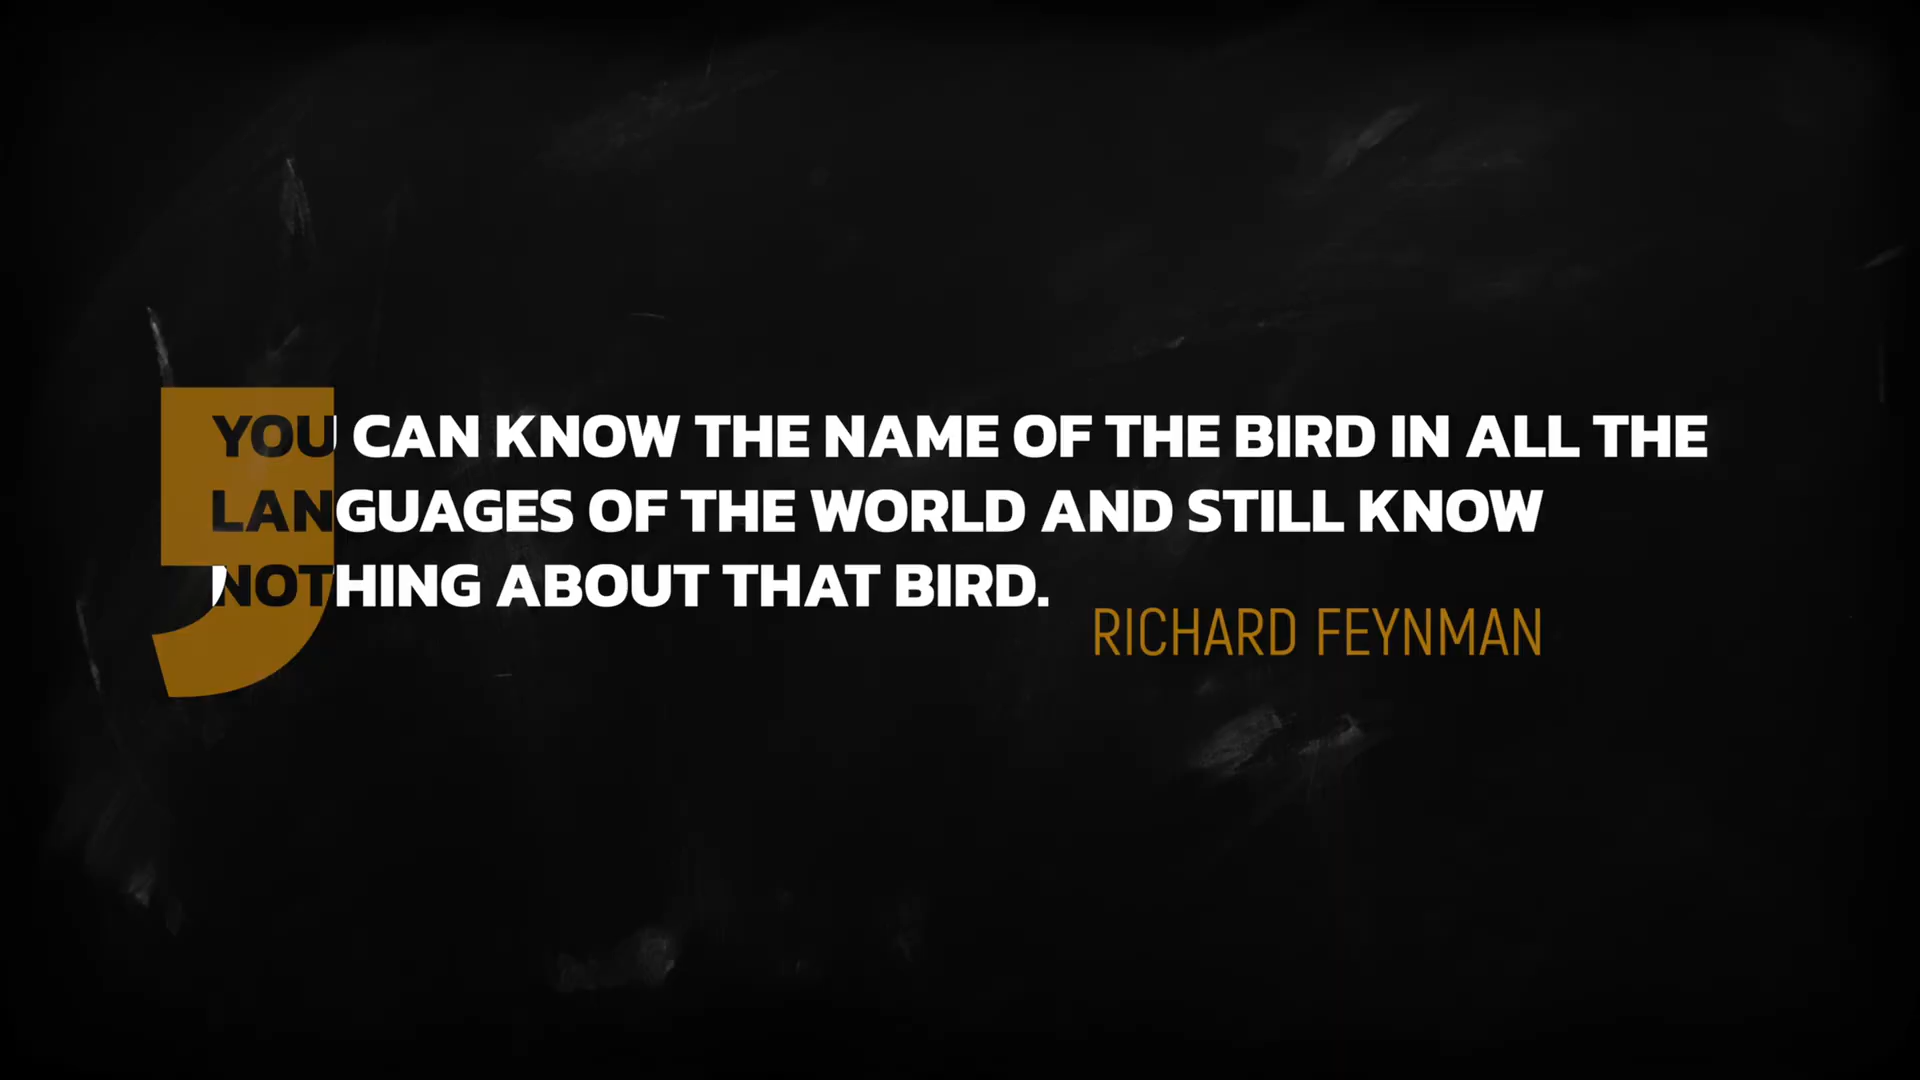 YOU CAN KNOW THE NAME OF THE BIRD IN ALL THE
LANGUAGES OF THE WORLD AND STILL KNOW
NOTHING ABOUT THAT BIRD.
RICHARD FEYNMAN